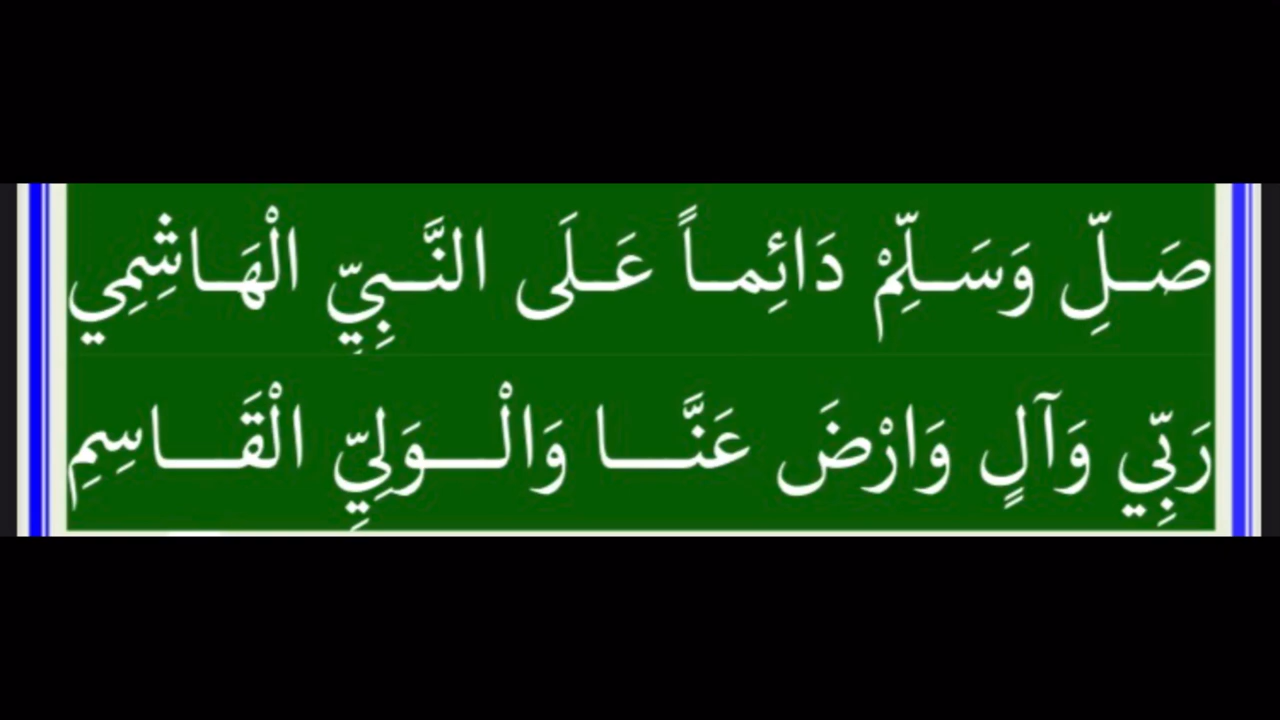 صَلِّ وَسَلِّمْ دَائِماً عَلَى النَّبِيِّ الْهَاشِمِي
رَبِّي وَآلٍ وَارْضَ عَنَّا وَالْوَلِيِّ الْقَاسِمِ